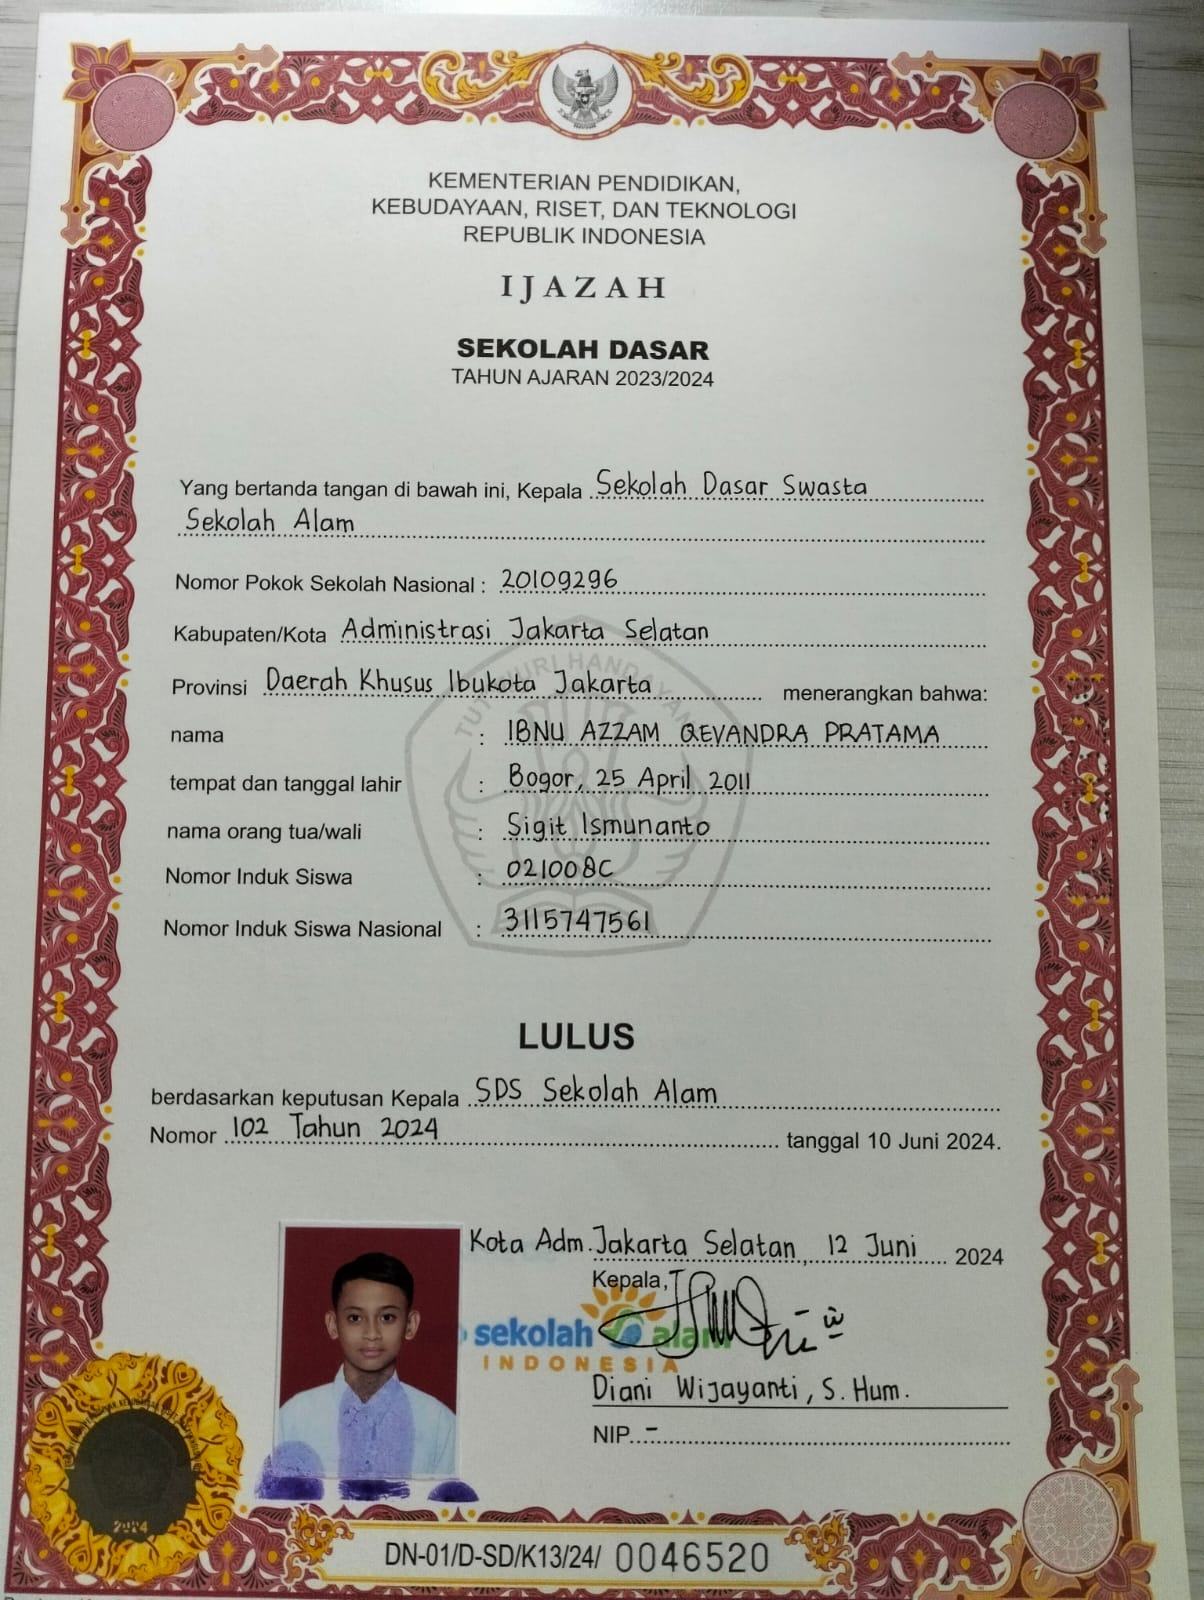 KEMENTERIAN PENDIDIKAN,
KEBUDAYAAN, RISET, DAN TEKNOLOGI
REPUBLIK INDONESIA
IJAZAH
SEKOLAH DASAR
TAHUN AJARAN 2023/2024
Yang bertanda tangan di bawah ini, Kepala Sekolah Dasar Swasta
Sekolah Alam
Nomor Pokok Sekolah Nasional : 20109296
Kabupaten/Kota Administrasi Jakarta Selatan
Provinsi Daerah Khusus Ibukota Jakarta menerangkan bahwa:
TUT WURI HANDAYANI
nama : IBNU AZZAM QEVANDRA PRATAMA
tempat dan tanggal lahir : Bogor, 25 April 2011
nama orang tua/wali : Sigit Ismunanto
Nomor Induk Siswa : 021008C
Nomor Induk Siswa Nasional : 3115747561
LULUS
berdasarkan keputusan Kepala SDS Sekolah Alam
Nomor 102 Tahun 2024 tanggal 10 Juni 2024.
Kota Adm. Jakarta Selatan, 12 Juni 2024
Kepala,
sekolah alam
INDONESIA
Diani Wijayanti, S. Hum.
NIP. -
2024
DN-01/D-SD/K13/24/ 0046520